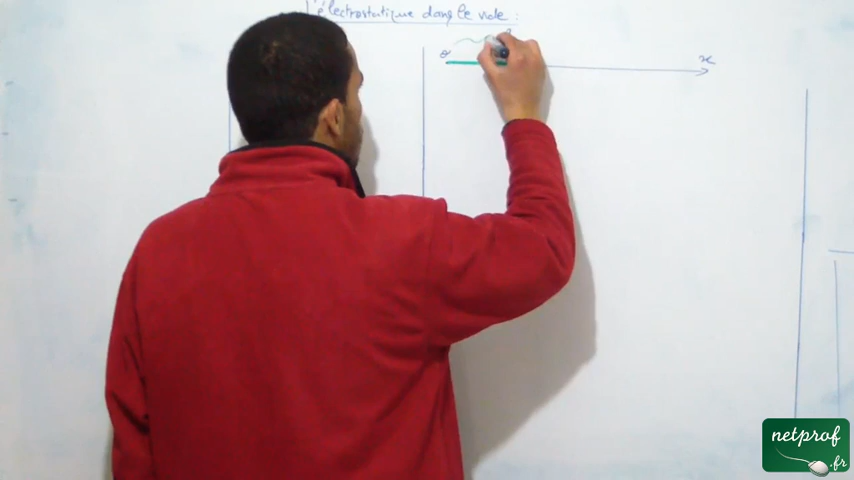 l'électrostatique dans le vide :
o
x
netprof
.fr